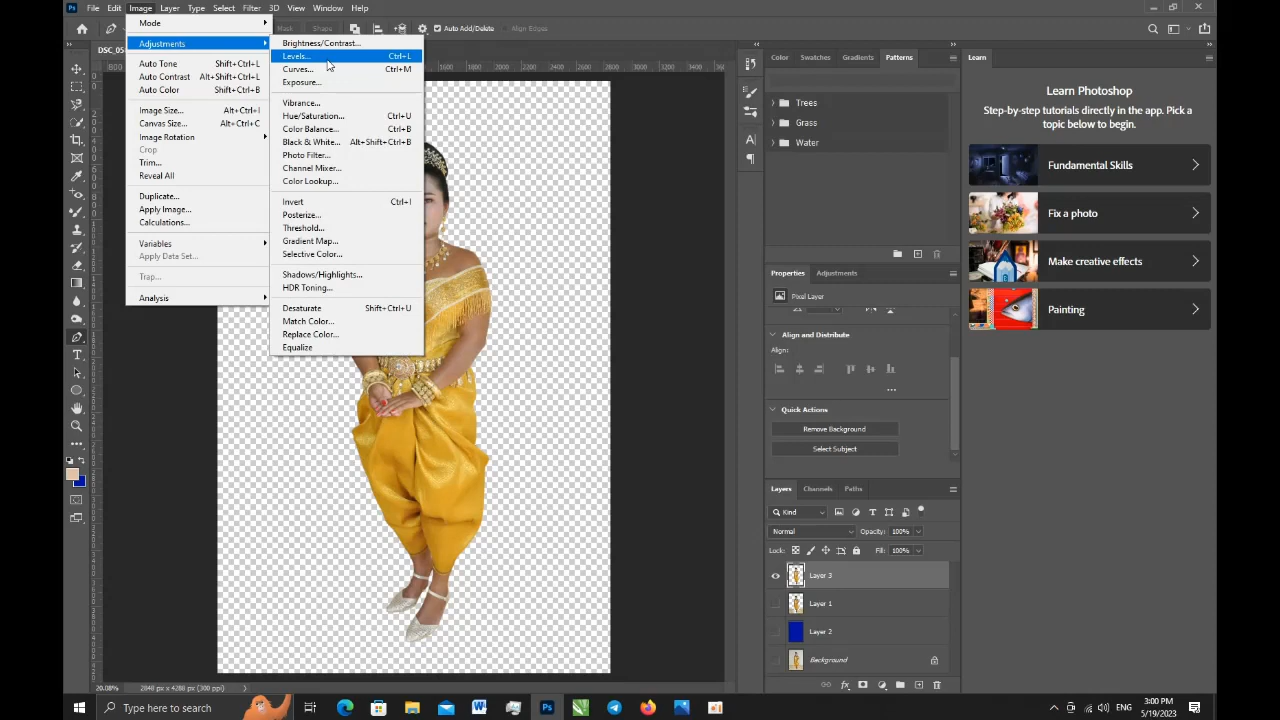 Ps
File Edit Image Layer Type Select Filter 3D View Window Help
Mask Shape Auto Add/Delete Align Edges
DSC_05
Mode
Adjustments
Auto Tone Shift+Ctrl+L
Auto Contrast Alt+Shift+Ctrl+L
Auto Color Shift+Ctrl+B
Image Size... Alt+Ctrl+I
Canvas Size... Alt+Ctrl+C
Image Rotation
Crop
Trim...
Reveal All
Duplicate...
Apply Image...
Calculations...
Variables
Apply Data Set...
Trap...
Analysis
Brightness/Contrast...
Levels... Ctrl+L
Curves... Ctrl+M
Exposure...
Vibrance...
Hue/Saturation... Ctrl+U
Color Balance... Ctrl+B
Black & White... Alt+Shift+Ctrl+B
Photo Filter...
Channel Mixer...
Color Lookup...
Invert Ctrl+I
Posterize...
Threshold...
Gradient Map...
Selective Color...
Shadows/Highlights...
HDR Toning...
Desaturate Shift+Ctrl+U
Match Color...
Replace Color...
Equalize
Color Swatches Gradients Patterns
Trees
Grass
Water
Properties Adjustments
Pixel Layer
Align and Distribute
Align:
Quick Actions
Remove Background
Select Subject
Layers Channels Paths
Kind
Normal Opacity: 100%
Lock: Fill: 100%
Layer 3
Layer 1
Layer 2
Background
Learn
Learn Photoshop
Step-by-step tutorials directly in the app. Pick a
topic below to begin.
Fundamental Skills
Fix a photo
Make creative effects
Painting
20.08% 2848 px x 4288 px (300 ppi)
Type here to search
3:00 PM
5/19/2023